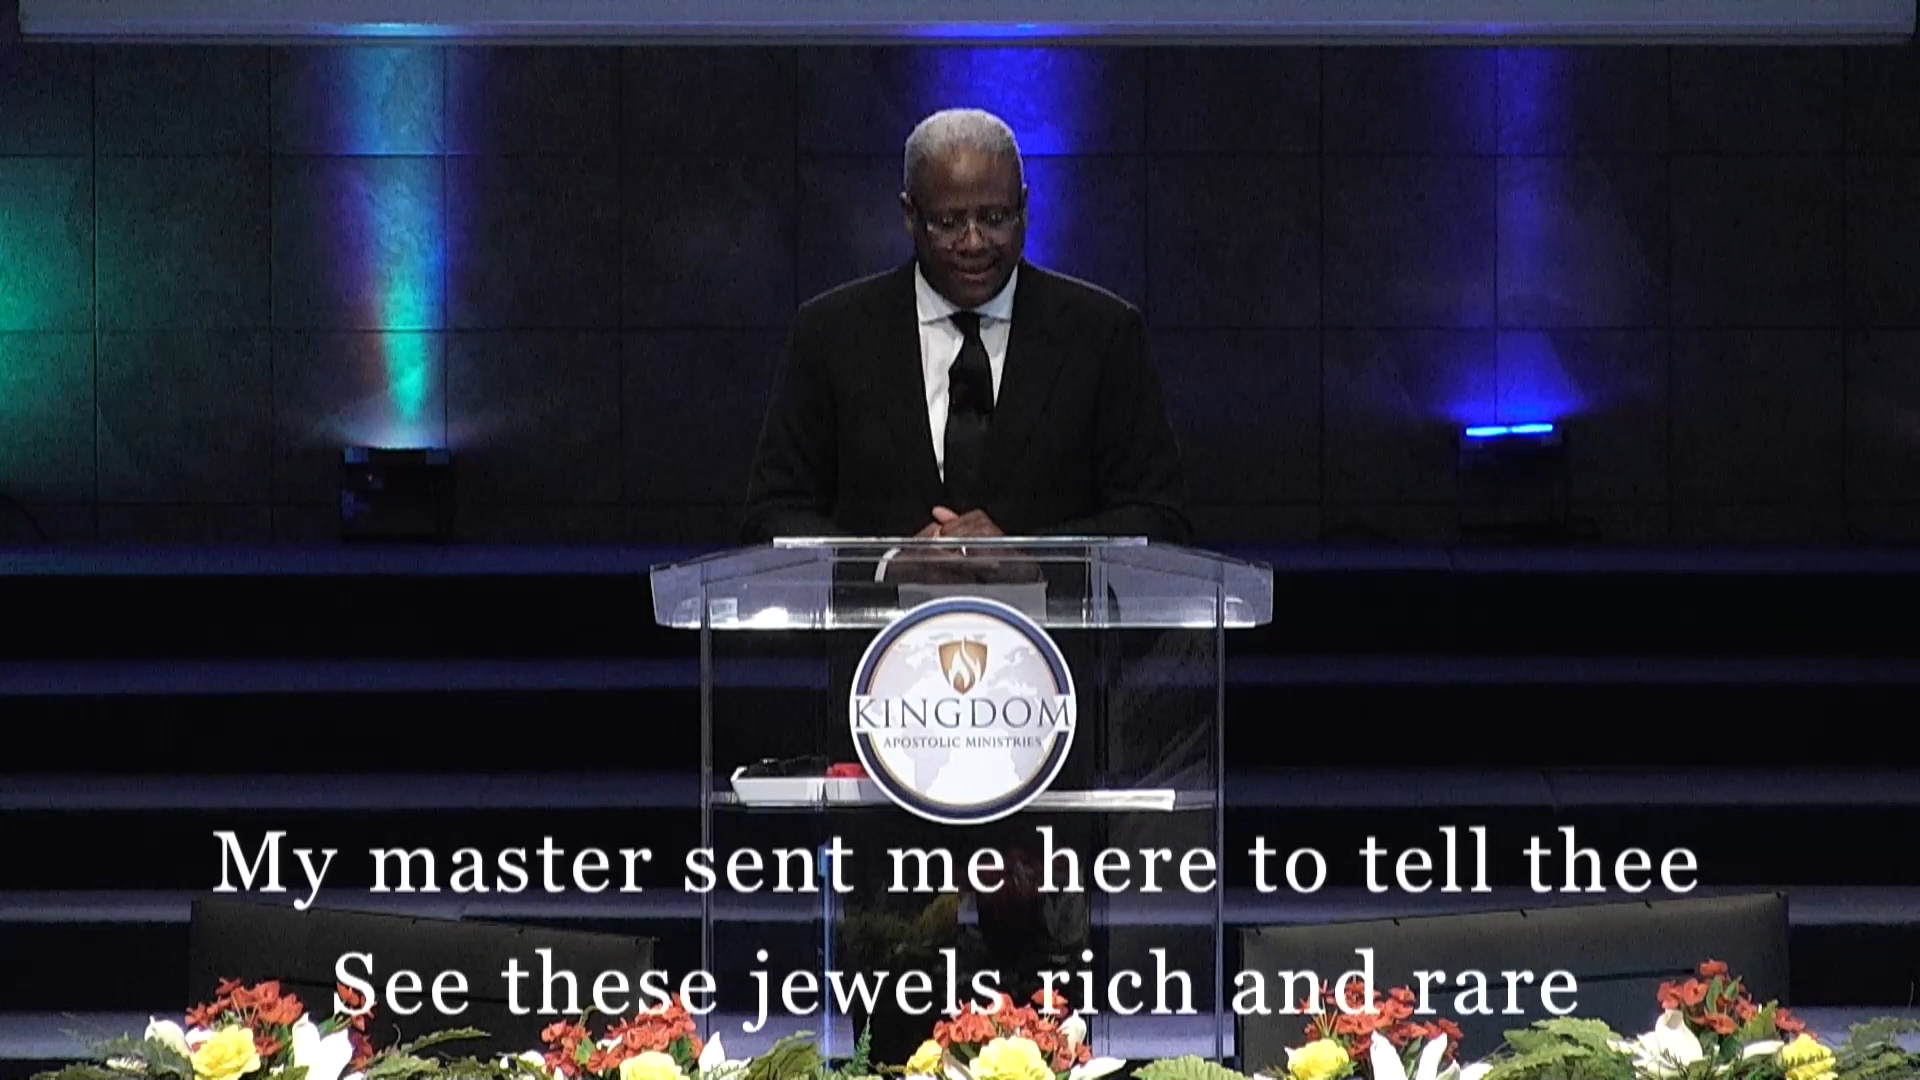 KINGDOM
APOSTOLIC MINISTRIES
My master sent me here to tell thee
See these jewels rich and rare